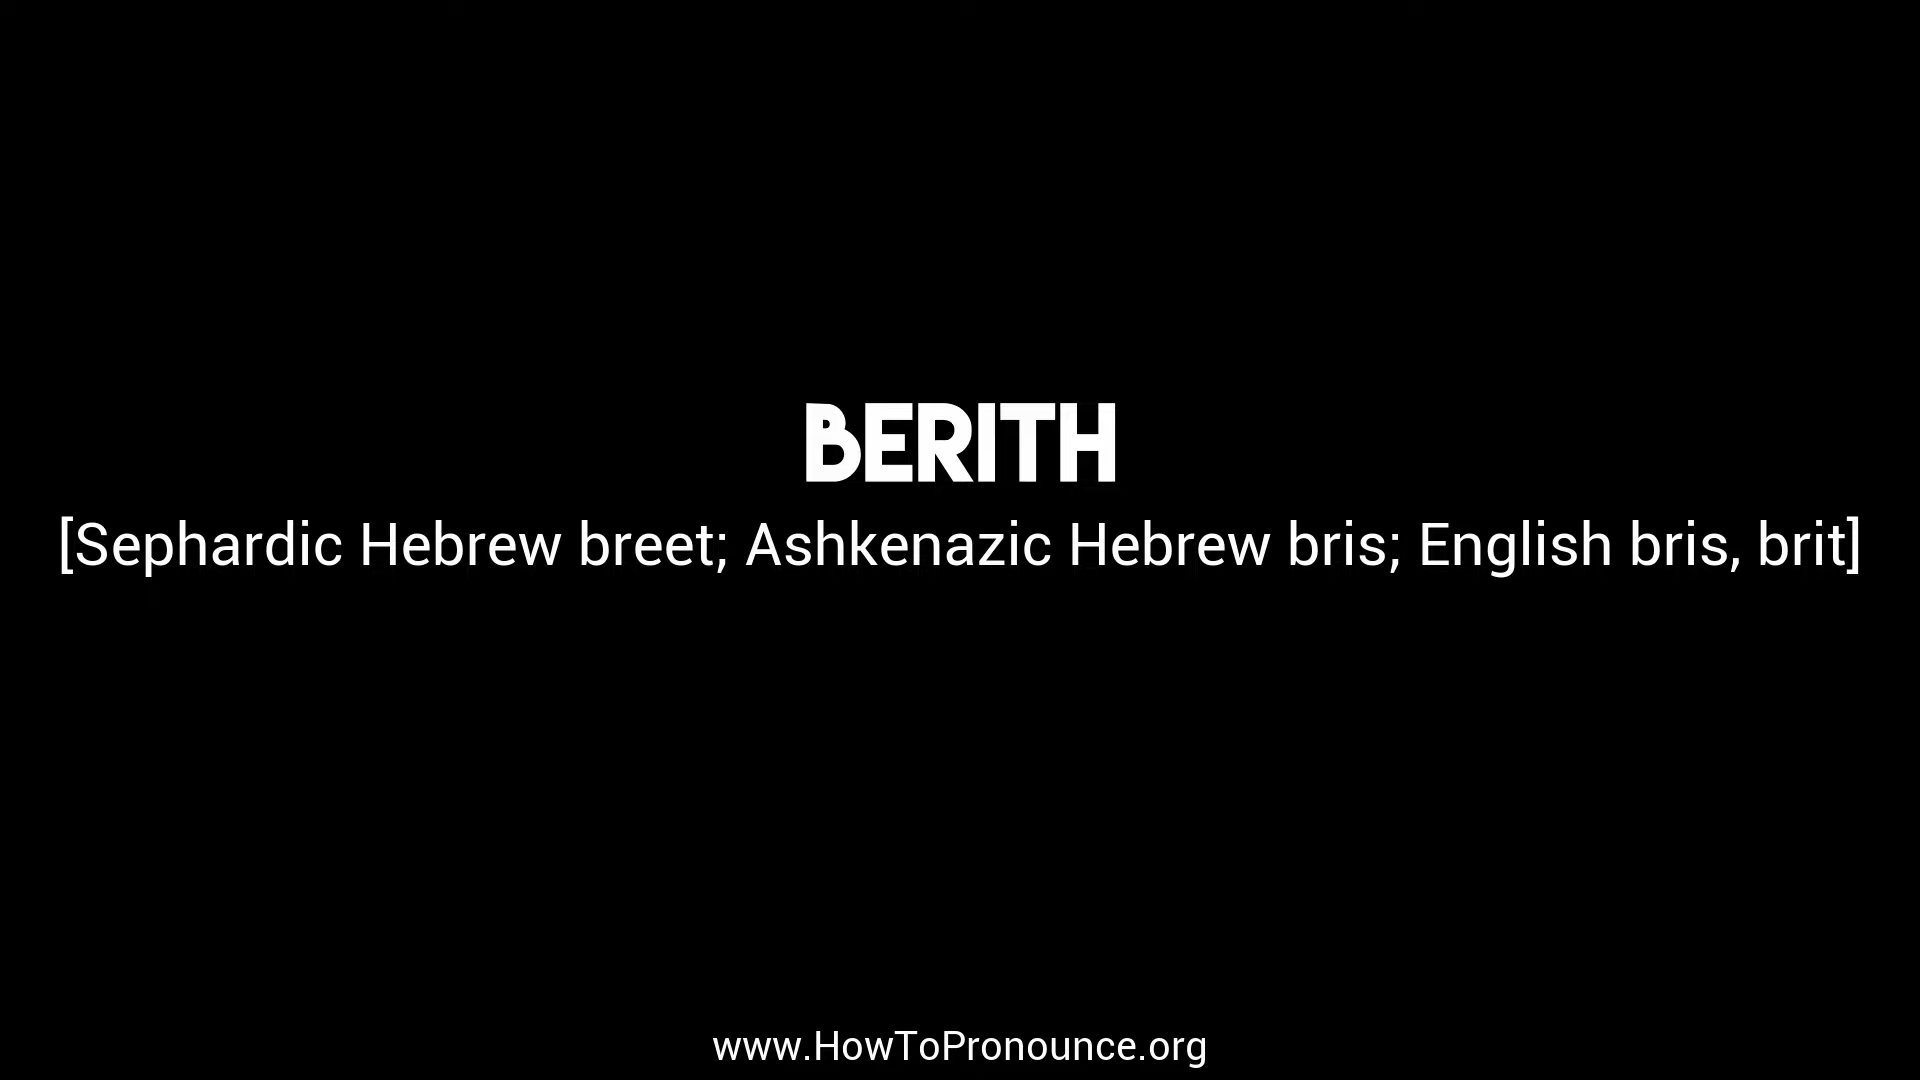 BERITH
[Sephardic Hebrew breet; Ashkenazic Hebrew bris; English bris, brit]
www.HowToPronounce.org